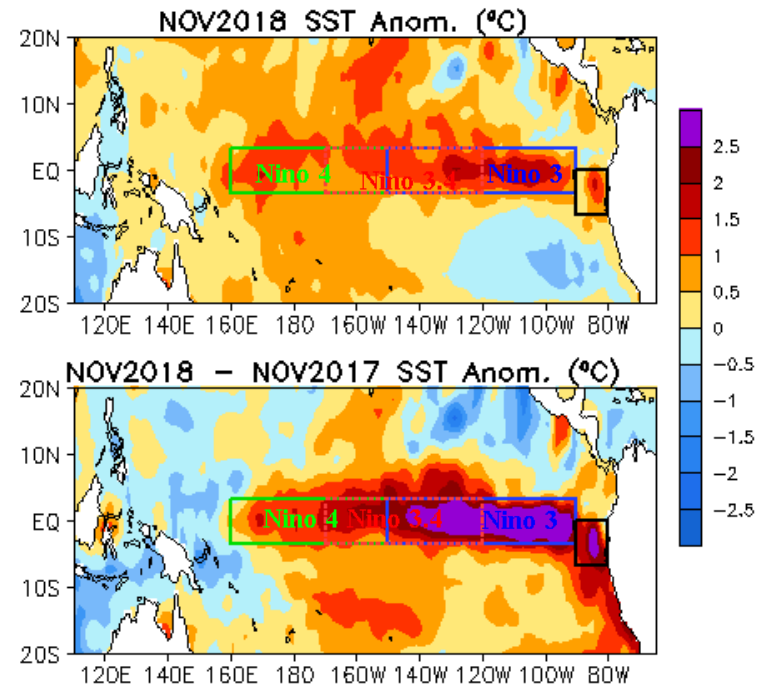 NOV2018 SST Anom. (ºC)
20N
10N
EQ
10S
20S
Nino 4
Nino 3.4
Nino 3
120E 140E 160E 180 160W 140W 120W 100W 80W
NOV2018 – NOV2017 SST Anom. (ºC)
20N
10N
EQ
10S
20S
Nino 4
Nino 3.4
Nino 3
120E 140E 160E 180 160W 140W 120W 100W 80W
2.5
2
1.5
1
0.5
0
−0.5
−1
−1.5
−2
−2.5